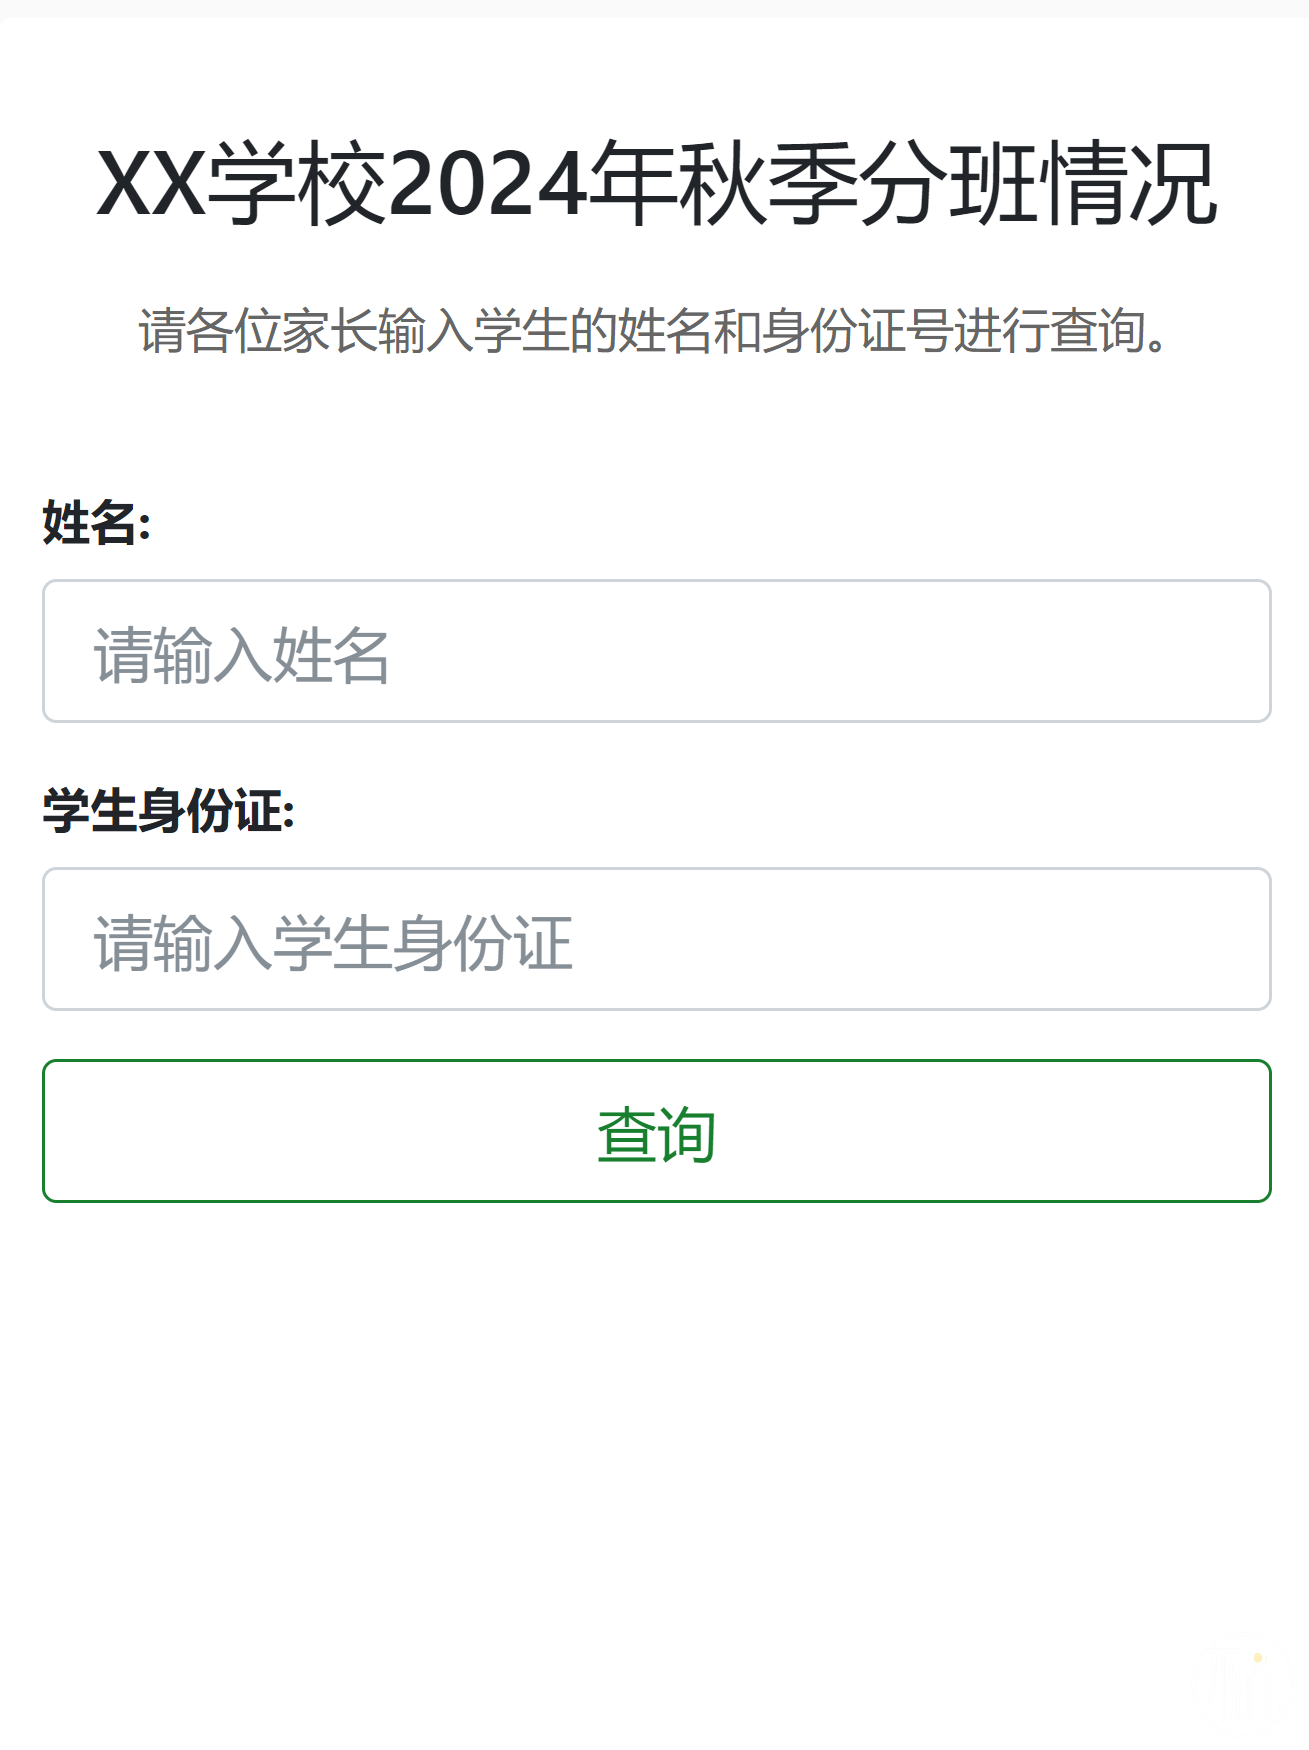 XX学校2024年秋季分班情况
请各位家长输入学生的姓名和身份证号进行查询。
姓名:
请输入姓名
学生身份证:
请输入学生身份证
查询